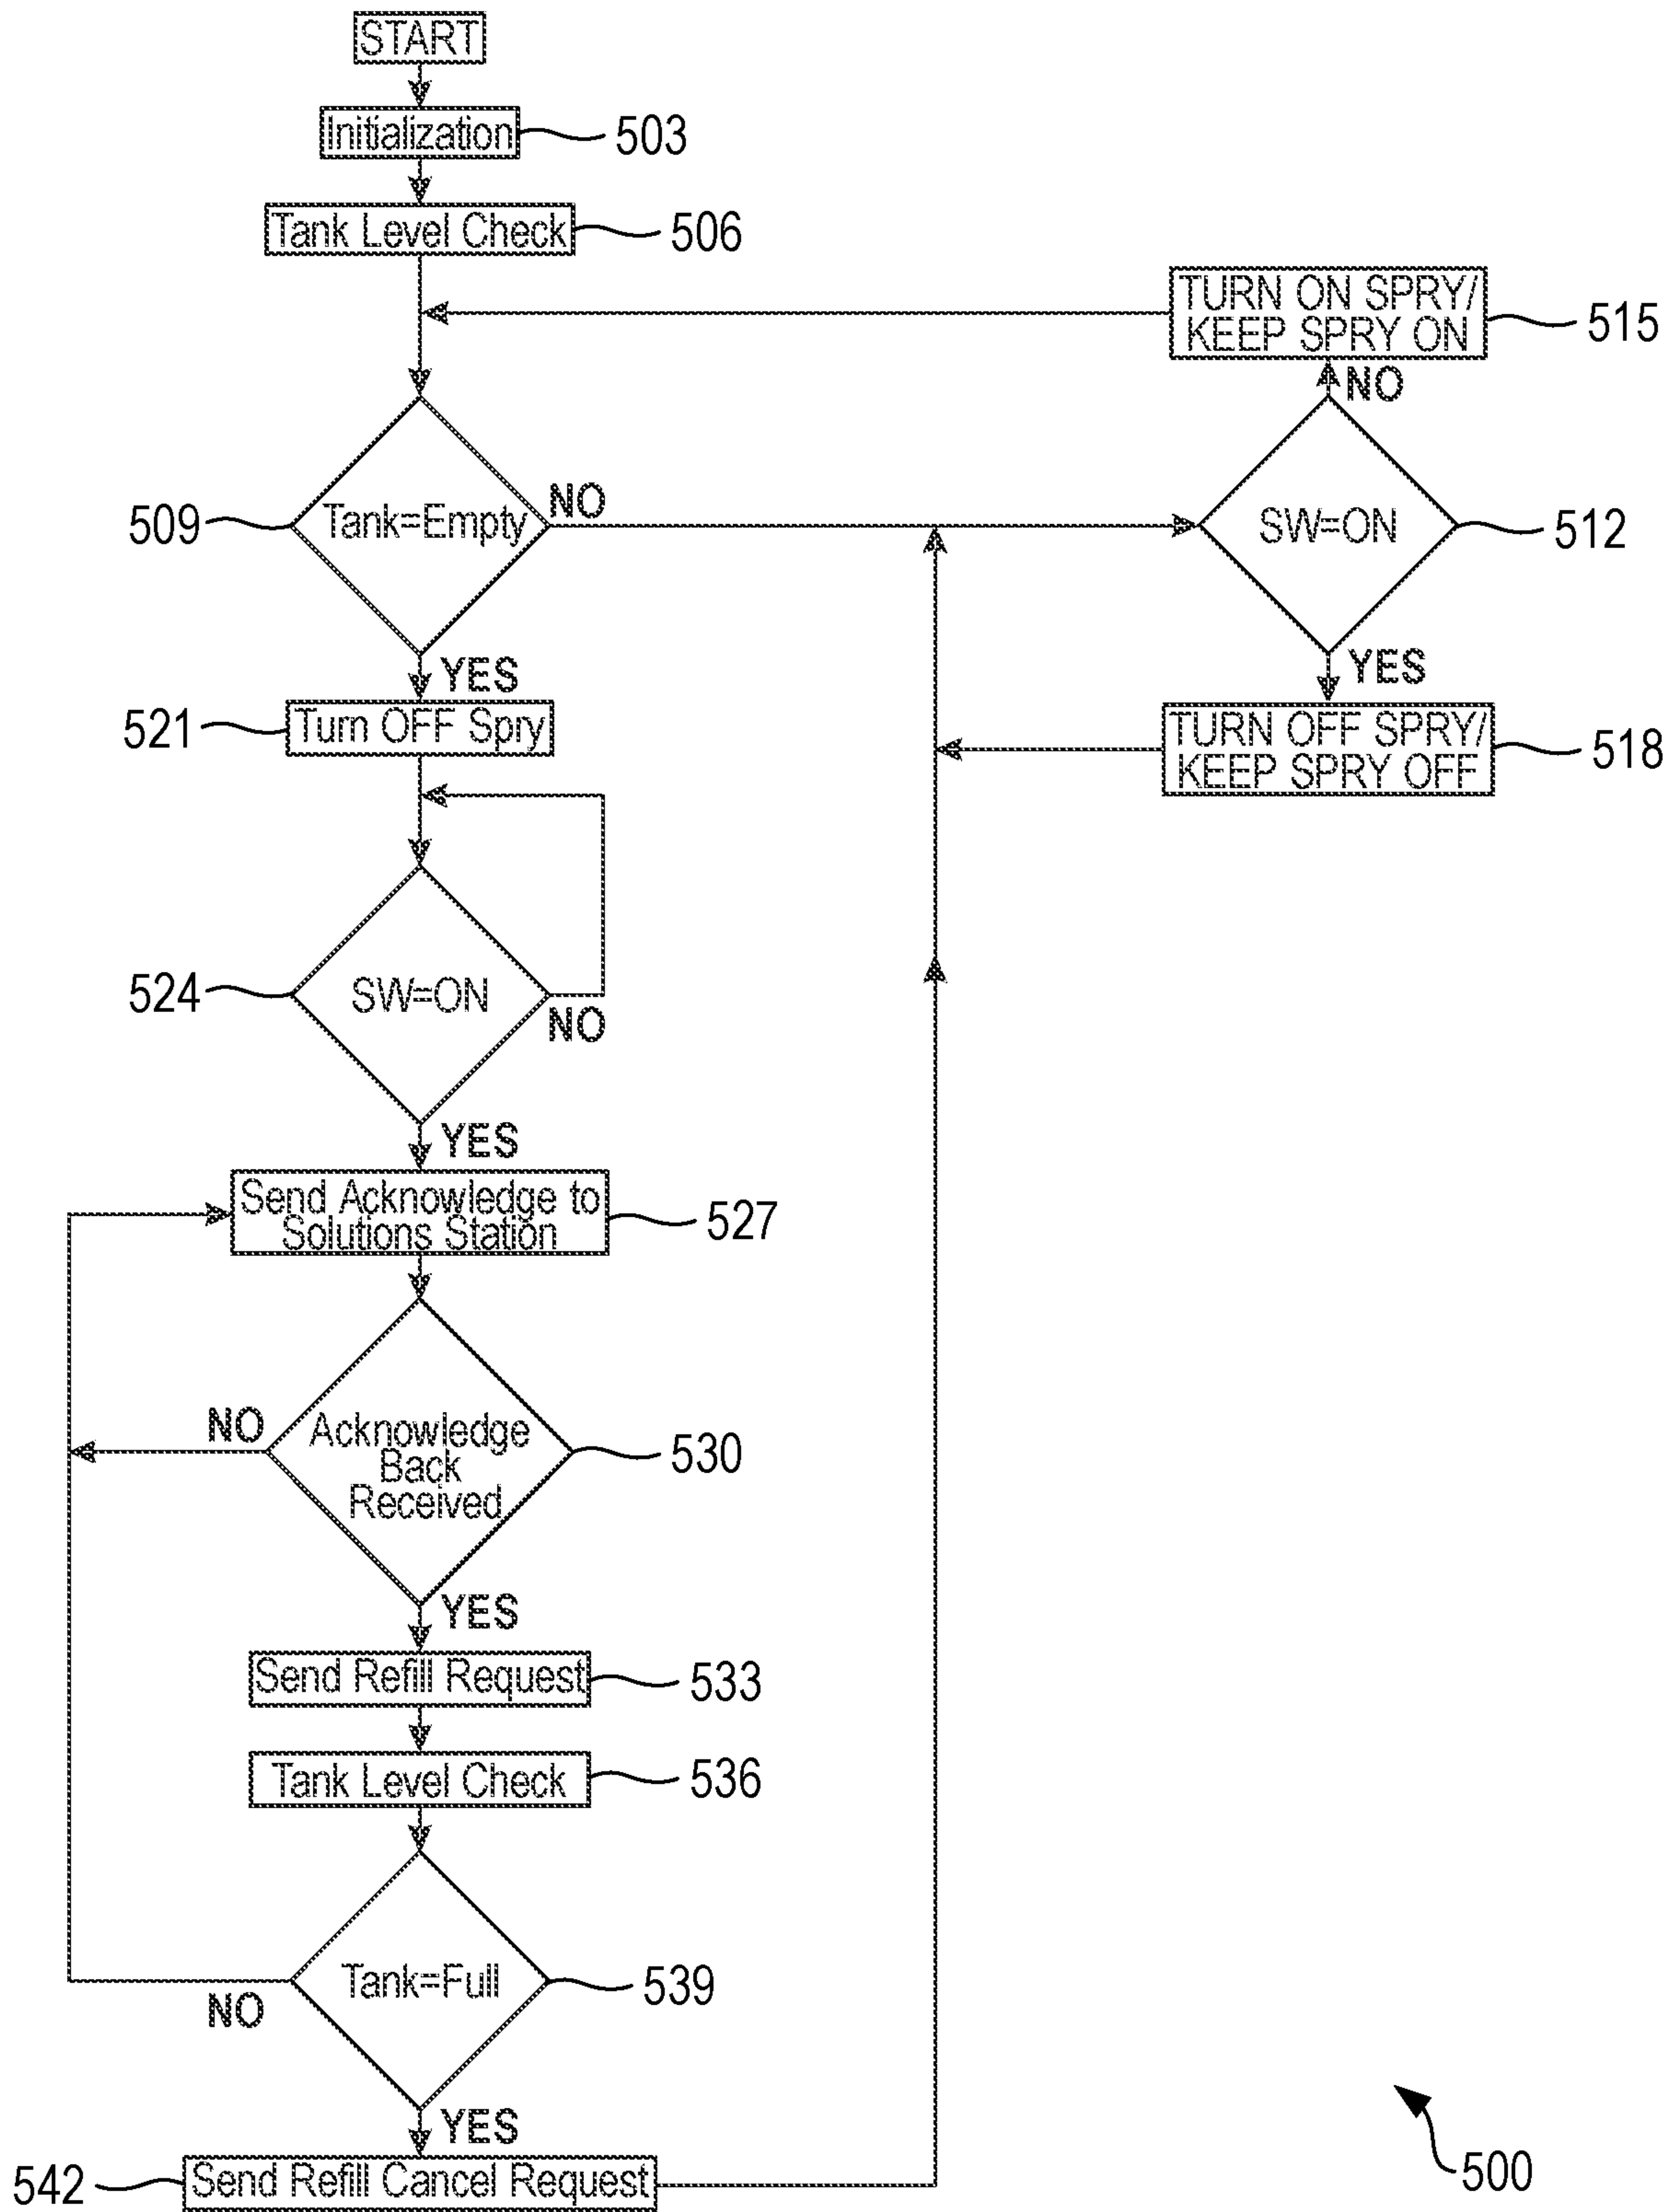 START
Initialization
503
Tank Level Check
506
TURN ON SPRY/
KEEP SPRY ON
515
NO
509
Tank=Empty
NO
SW=ON
512
YES
YES
521
Turn OFF Spry
TURN OFF SPRY/
KEEP SPRY OFF
518
524
SW=ON
NO
YES
Send Acknowledge to
Solutions Station
527
NO
Acknowledge
Back
Received
530
YES
Send Refill Request
533
Tank Level Check
536
Tank=Full
539
NO
YES
542
Send Refill Cancel Request
500